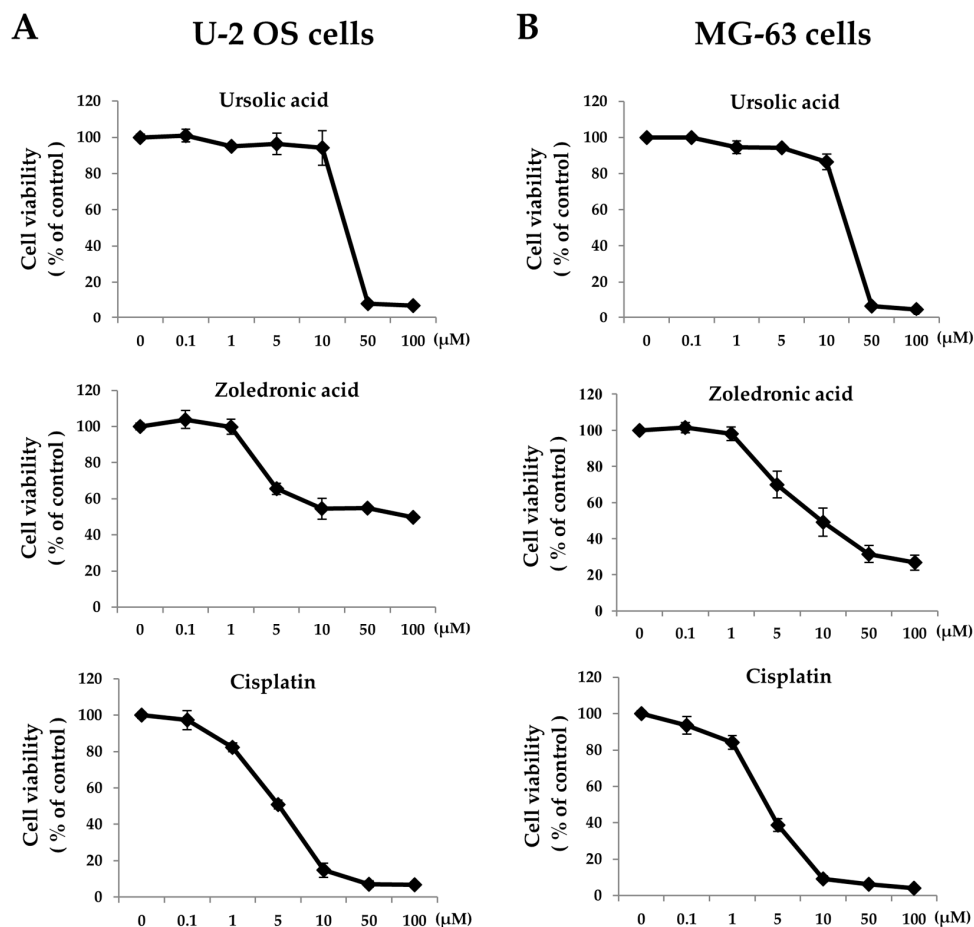 A
U-2 OS cells
Ursolic acid
Cell viability
( % of control )
120
100
80
60
40
20
0
0 0.1 1 5 10 50 100 (μM)
Zoledronic acid
Cell viability
( % of control )
120
100
80
60
40
20
0
0 0.1 1 5 10 50 100 (μM)
Cisplatin
Cell viability
( % of control )
120
100
80
60
40
20
0
0 0.1 1 5 10 50 100 (μM)
B
MG-63 cells
Ursolic acid
Cell viability
( % of control )
120
100
80
60
40
20
0
0 0.1 1 5 10 50 100 (μM)
Zoledronic acid
Cell viability
( % of control )
120
100
80
60
40
20
0
0 0.1 1 5 10 50 100 (μM)
Cisplatin
Cell viability
( % of control )
120
100
80
60
40
20
0
0 0.1 1 5 10 50 100 (μM)